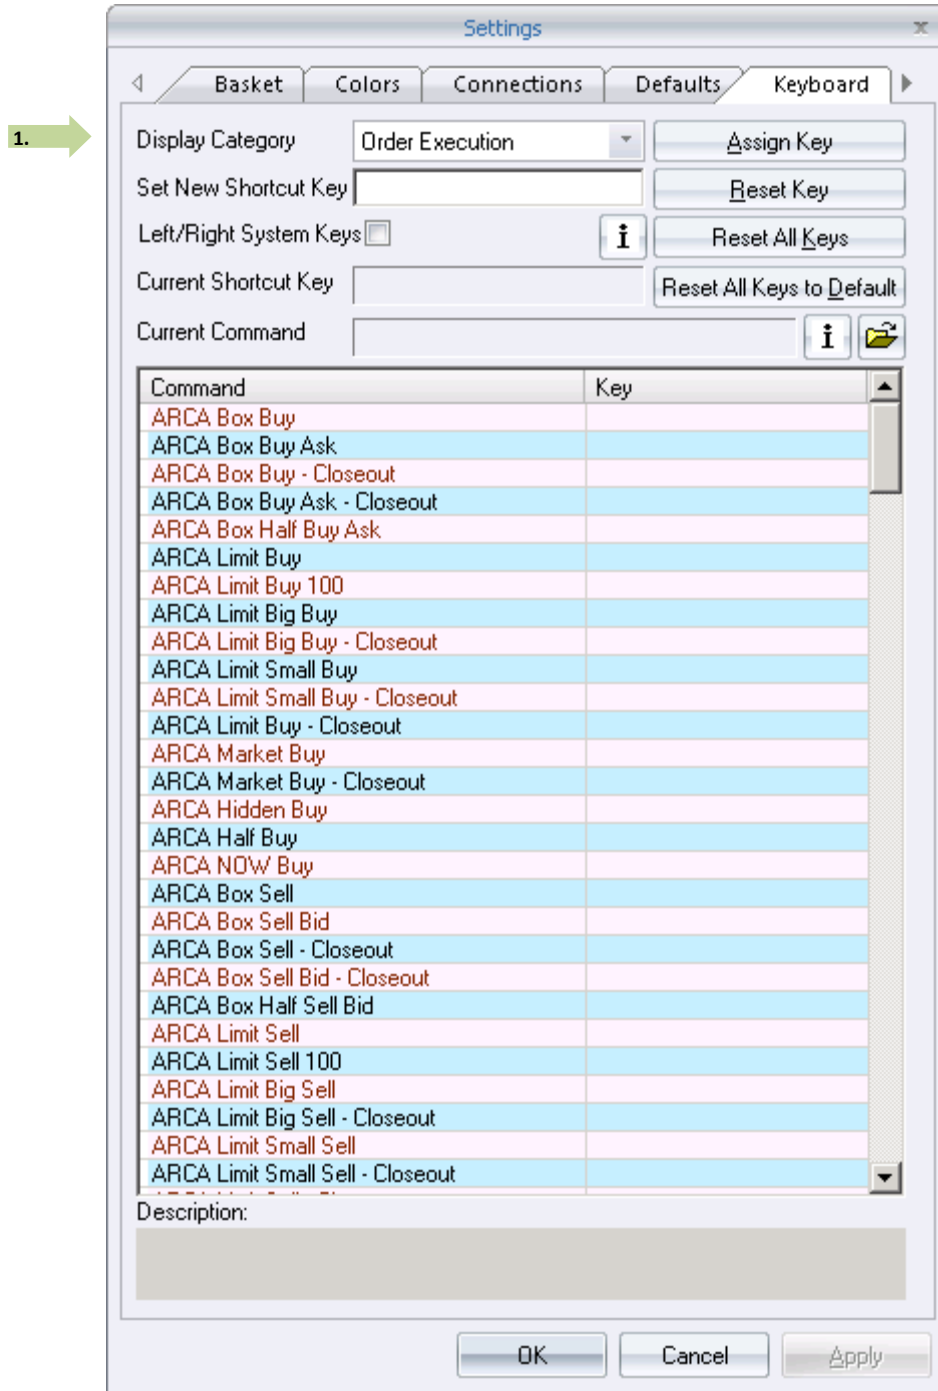 Settings
Basket Colors Connections Defaults Keyboard
1.
Display Category Order Execution Assign Key
Set New Shortcut Key Reset Key
Left/Right System Keys i Reset All Keys
Current Shortcut Key Reset All Keys to Default
Current Command i
Command Key
ARCA Box Buy
ARCA Box Buy Ask
ARCA Box Buy - Closeout
ARCA Box Buy Ask - Closeout
ARCA Box Half Buy Ask
ARCA Limit Buy
ARCA Limit Buy 100
ARCA Limit Big Buy
ARCA Limit Big Buy - Closeout
ARCA Limit Small Buy
ARCA Limit Small Buy - Closeout
ARCA Limit Buy - Closeout
ARCA Market Buy
ARCA Market Buy - Closeout
ARCA Hidden Buy
ARCA Half Buy
ARCA NOW Buy
ARCA Box Sell
ARCA Box Sell Bid
ARCA Box Sell - Closeout
ARCA Box Sell Bid - Closeout
ARCA Box Half Sell Bid
ARCA Limit Sell
ARCA Limit Sell 100
ARCA Limit Big Sell
ARCA Limit Big Sell - Closeout
ARCA Limit Small Sell
ARCA Limit Small Sell - Closeout
Description:
OK Cancel Apply